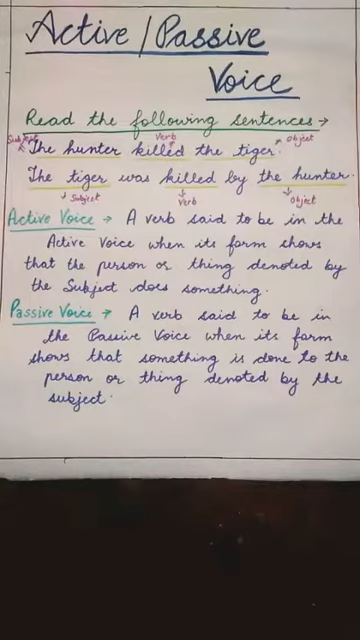 Active/Passive
Voice
Read the following sentences →
Subject Verb Object
The hunter killed the tiger.
The tiger was killed by the hunter.
Subject Verb Object
Active Voice → A verb said to be in the
Active Voice when its form shows
that the person or thing denoted by
the Subject does something.
Passive Voice → A verb said to be in
the Passive Voice when its form
shows that something is done to the
person or thing denoted by the
subject.